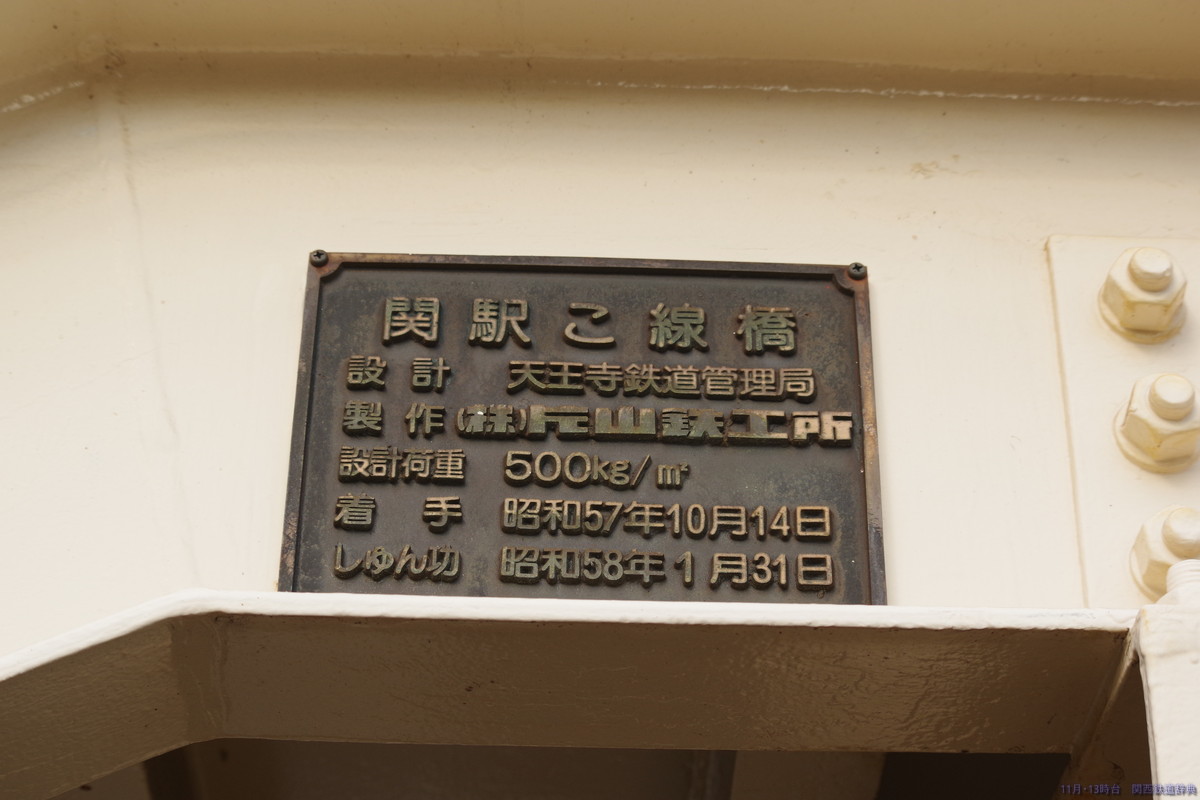 関駅こ線橋
設計 天王寺鉄道管理局
製作 (株)片山鉄工所
設計荷重 500kg/㎡
着手 昭和57年10月14日
しゅん功 昭和58年1月31日
11月・13時台 関西鉄道辞典